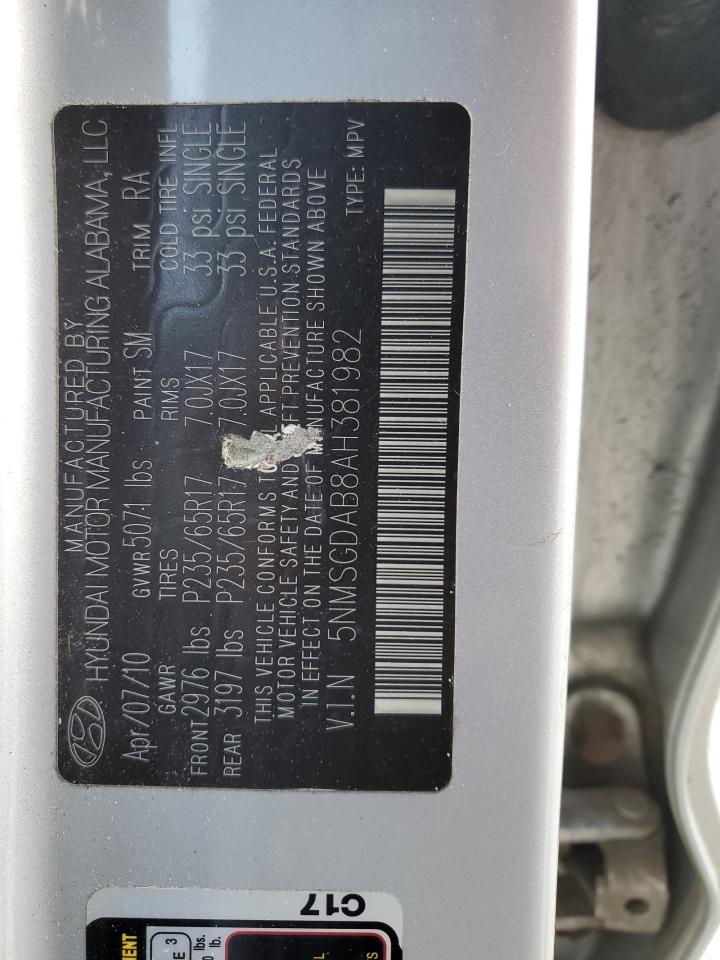 MANUFACTURED BY
HYUNDAI MOTOR MANUFACTURING ALABAMA, LLC
Apr/07/10 GVWR 5071 lbs PAINT SM TRIM RA
GAWR TIRES RIMS COLD TIRE INFL
FRONT 2976 lbs P235/65R17 7.0JX17 33 psi SINGLE
REAR 3197 lbs P235/65R17 7.0JX17 33 psi SINGLE
THIS VEHICLE CONFORMS TO APPLICABLE U.S.A. FEDERAL
MOTOR VEHICLE SAFETY AND PREVENTION STANDARDS
IN EFFECT ON THE DATE OF MANUFACTURE SHOWN ABOVE
V.I.N 5NMSGDAB8AH381982 TYPE: MPV
C17
3
lbs.
lb.